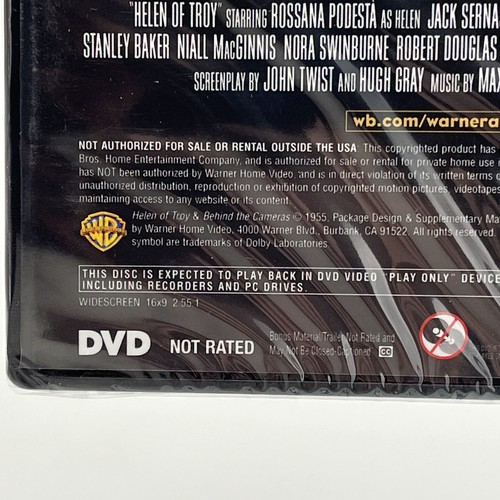 "HELEN OF TROY" STARRING ROSSANA PODESTÀ AS HELEN JACK SERNA
STANLEY BAKER NIALL MACGINNIS NORA SWINBURNE ROBERT DOUGLAS
SCREENPLAY BY JOHN TWIST AND HUGH GRAY MUSIC BY MAX
wb.com/warnera
NOT AUTHORIZED FOR SALE OR RENTAL OUTSIDE THE USA. This copyrighted product has
Bros. Home Entertainment Company, and is authorized for sale or rental for private home use
has NOT been authorized by Warner Home Video, and is in direct violation of its written terms
unauthorized distribution, reproduction or exhibition of copyrighted motion pictures, videotapes
maintaining access to any website or its content.
Helen of Troy & Behind the Cameras © 1955. Package Design & Supplementary Ma
by Warner Home Video, 4000 Warner Blvd., Burbank, CA 91522. All rights reserved.
symbol are trademarks of Dolby Laboratories.
WB
THIS DISC IS EXPECTED TO PLAY BACK IN DVD VIDEO "PLAY ONLY" DEVICE
INCLUDING RECORDERS AND PC DRIVES.
WIDESCREEN 16x9 2.55:1
DVD NOT RATED
Bonus Material/Trailer Not Rated and
May Not Be Closed-Captioned CC